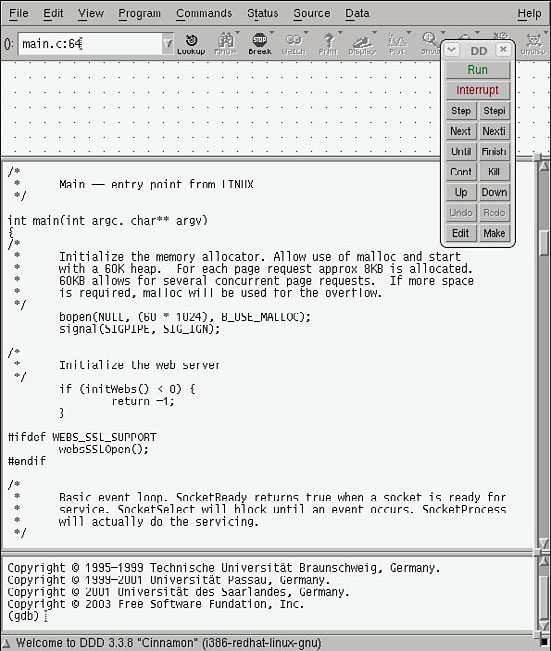 File Edit View Program Commands Status Source Data Help
(): main.c:64
Lookup Find Break Watch Print Display Plot Undisp
DD
Run
Interrupt
Step Stepi
Next Nexti
Until Finish
Cont Kill
Up Down
Undo Redo
Edit Make
/*
* Main — entry point from LINUX
*/
int main(int argc, char** argv)
{
/*
* Initialize the memory allocator. Allow use of malloc and start
* with a 60K heap. For each page request approx 8KB is allocated.
* 60KB allows for several concurrent page requests. If more space
* is required, malloc will be used for the overflow.
*/
bopen(NULL, (60 * 1024), B_USE_MALLOC);
signal(SIGPIPE, SIG_IGN);
/*
* Initialize the web server
*/
if (initWebs() < 0) {
return -1;
}
#ifdef WEBS_SSL_SUPPORT
websSSLOpen();
#endif
/*
* Basic event loop. SocketReady returns true when a socket is ready for
* service. SocketSelect will block until an event occurs. SocketProcess
* will actually do the servicing.
*/
Copyright © 1995-1999 Technische Universität Braunschweig, Germany.
Copyright © 1999-2001 Universität Passau, Germany.
Copyright © 2001 Universität des Saarlandes, Germany.
Copyright © 2003 Free Software Fundation, Inc.
(gdb)
Welcome to DDD 3.3.8 "Cinnamon" (i386-redhat-linux-gnu)